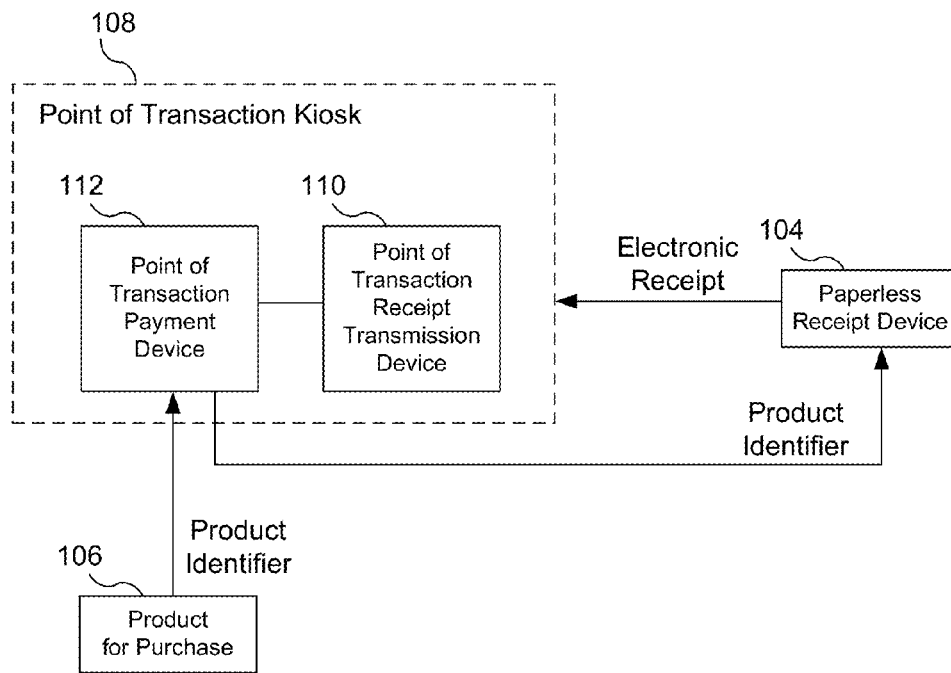 108
Point of Transaction Kiosk
112
110
Point of
Transaction
Payment
Device
Point of
Transaction
Receipt
Transmission
Device
Electronic
Receipt
104
Paperless
Receipt Device
Product
Identifier
Product
Identifier
106
Product
for Purchase